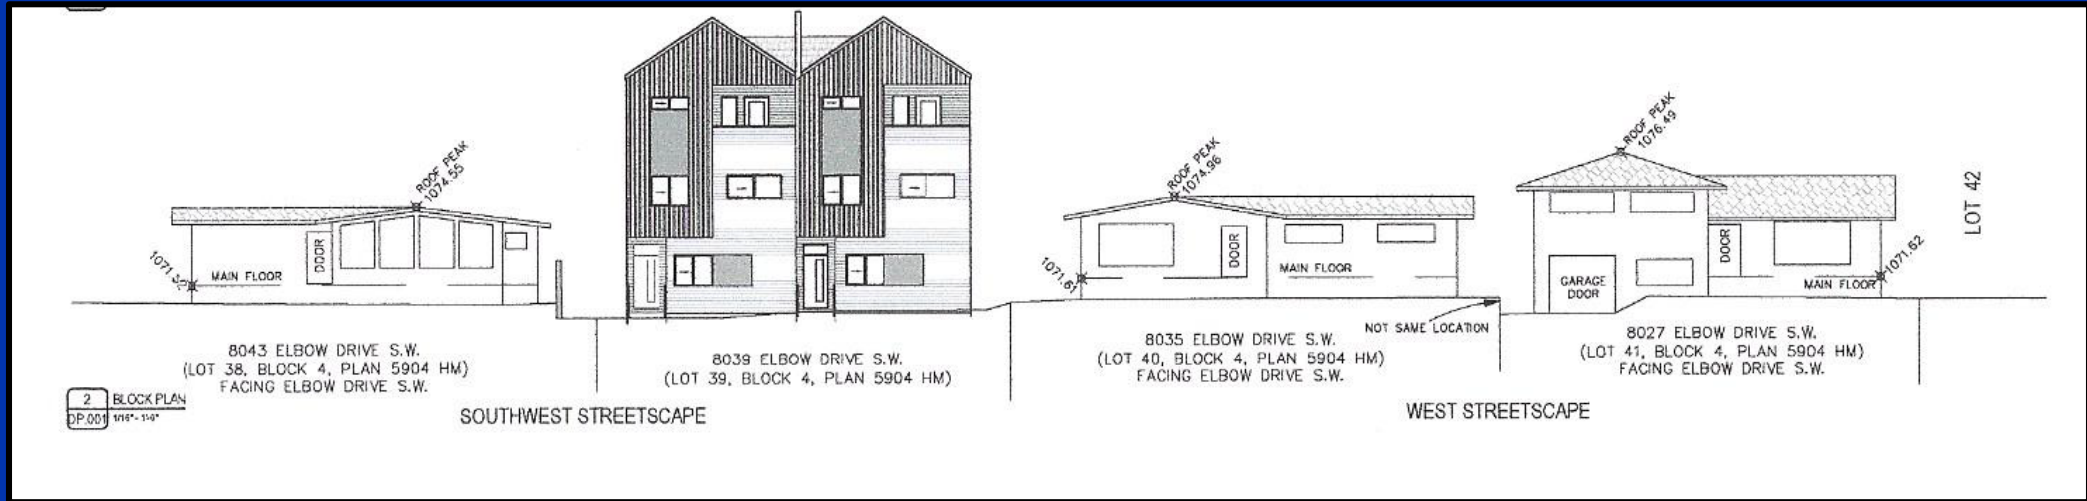 ROOF PEAK
1074.55
DOOR
MAIN FLOOR
8043 ELBOW DRIVE S.W.
(LOT 38, BLOCK 4, PLAN 5904 HM)
FACING ELBOW DRIVE S.W.
8039 ELBOW DRIVE S.W.
(LOT 39, BLOCK 4, PLAN 5904 HM)
ROOF PEAK
1074.96
1071.61
DOOR
MAIN FLOOR
8035 ELBOW DRIVE S.W.
(LOT 40, BLOCK 4, PLAN 5904 HM)
FACING ELBOW DRIVE S.W.
NOT SAME LOCATION
ROOF PEAK
1076.49
DOOR
GARAGE
DOOR
MAIN FLOOR
1071.62
8027 ELBOW DRIVE S.W.
(LOT 41, BLOCK 4, PLAN 5904 HM)
FACING ELBOW DRIVE S.W.
LOT 42
2 BLOCK PLAN
DP.001
SOUTHWEST STREETSCAPE
WEST STREETSCAPE